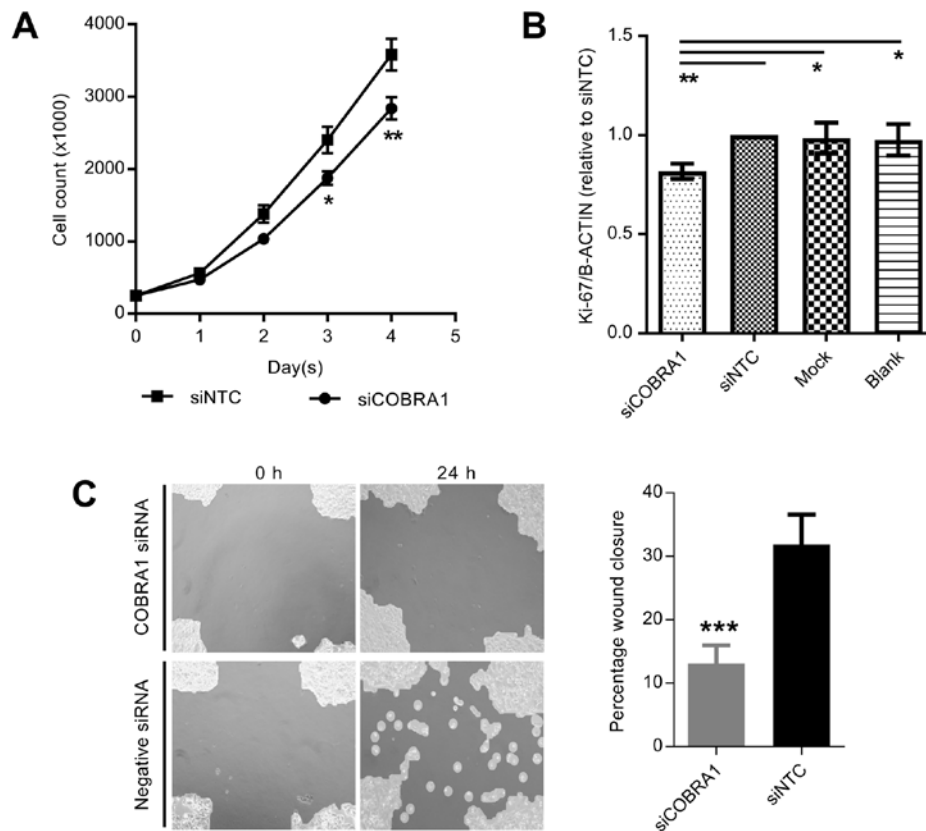 A
Cell count (x1000)
4000
3000
2000
1000
0
0 1 2 3 4 5
Day(s)
* **
siNTC siCOBRA1
B
Ki-67/B-ACTIN (relative to siNTC)
1.5
1.0
0.5
0.0
** * *
siCOBRA1 siNTC Mock Blank
C
0 h 24 h
COBRA1 siRNA
Negative siRNA
Percentage wound closure
40
30
20
10
0
***
siCOBRA1 siNTC